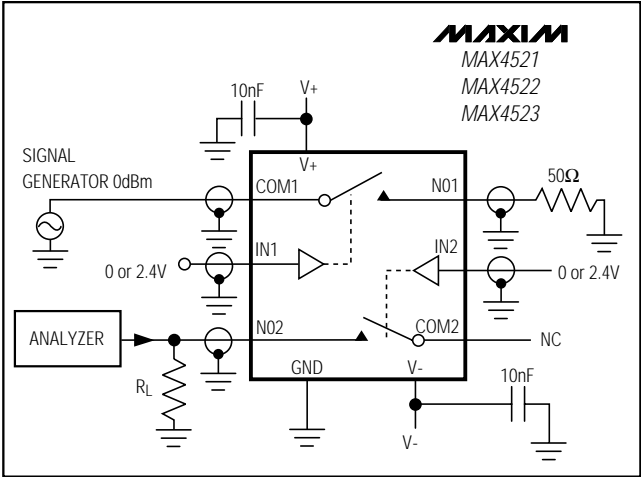 MAXIM
MAX4521
MAX4522
MAX4523
10nF
V+
SIGNAL
GENERATOR 0dBm
V+
COM1
N01
50Ω
IN1
IN2
0 or 2.4V
0 or 2.4V
ANALYZER
N02
COM2
NC
RL
GND
V-
10nF
V-